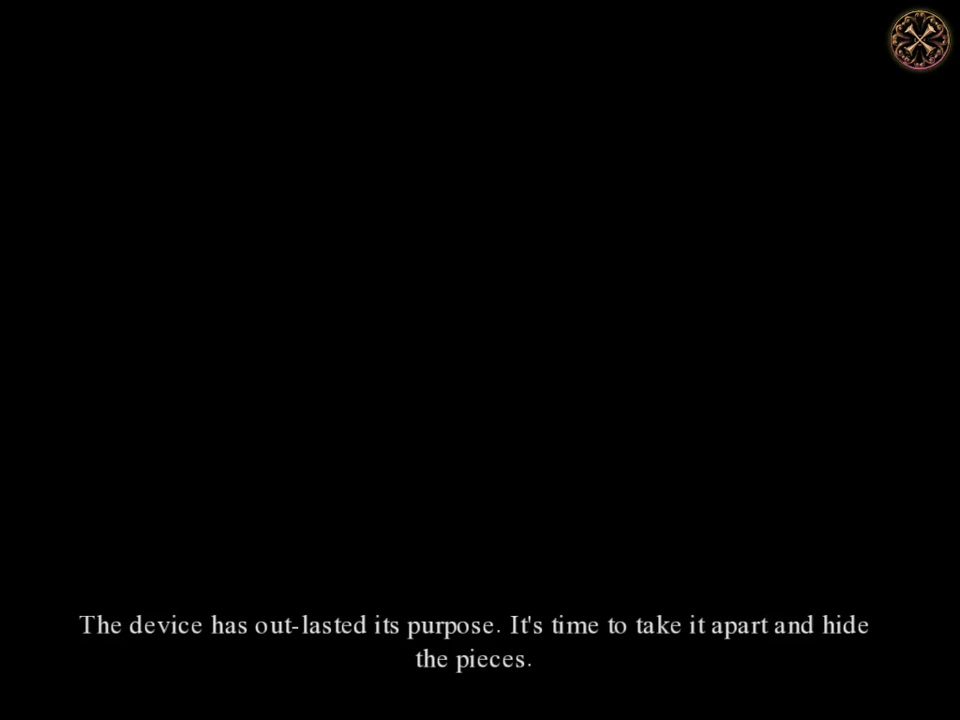 The device has out-lasted its purpose. It's time to take it apart and hide
the pieces.